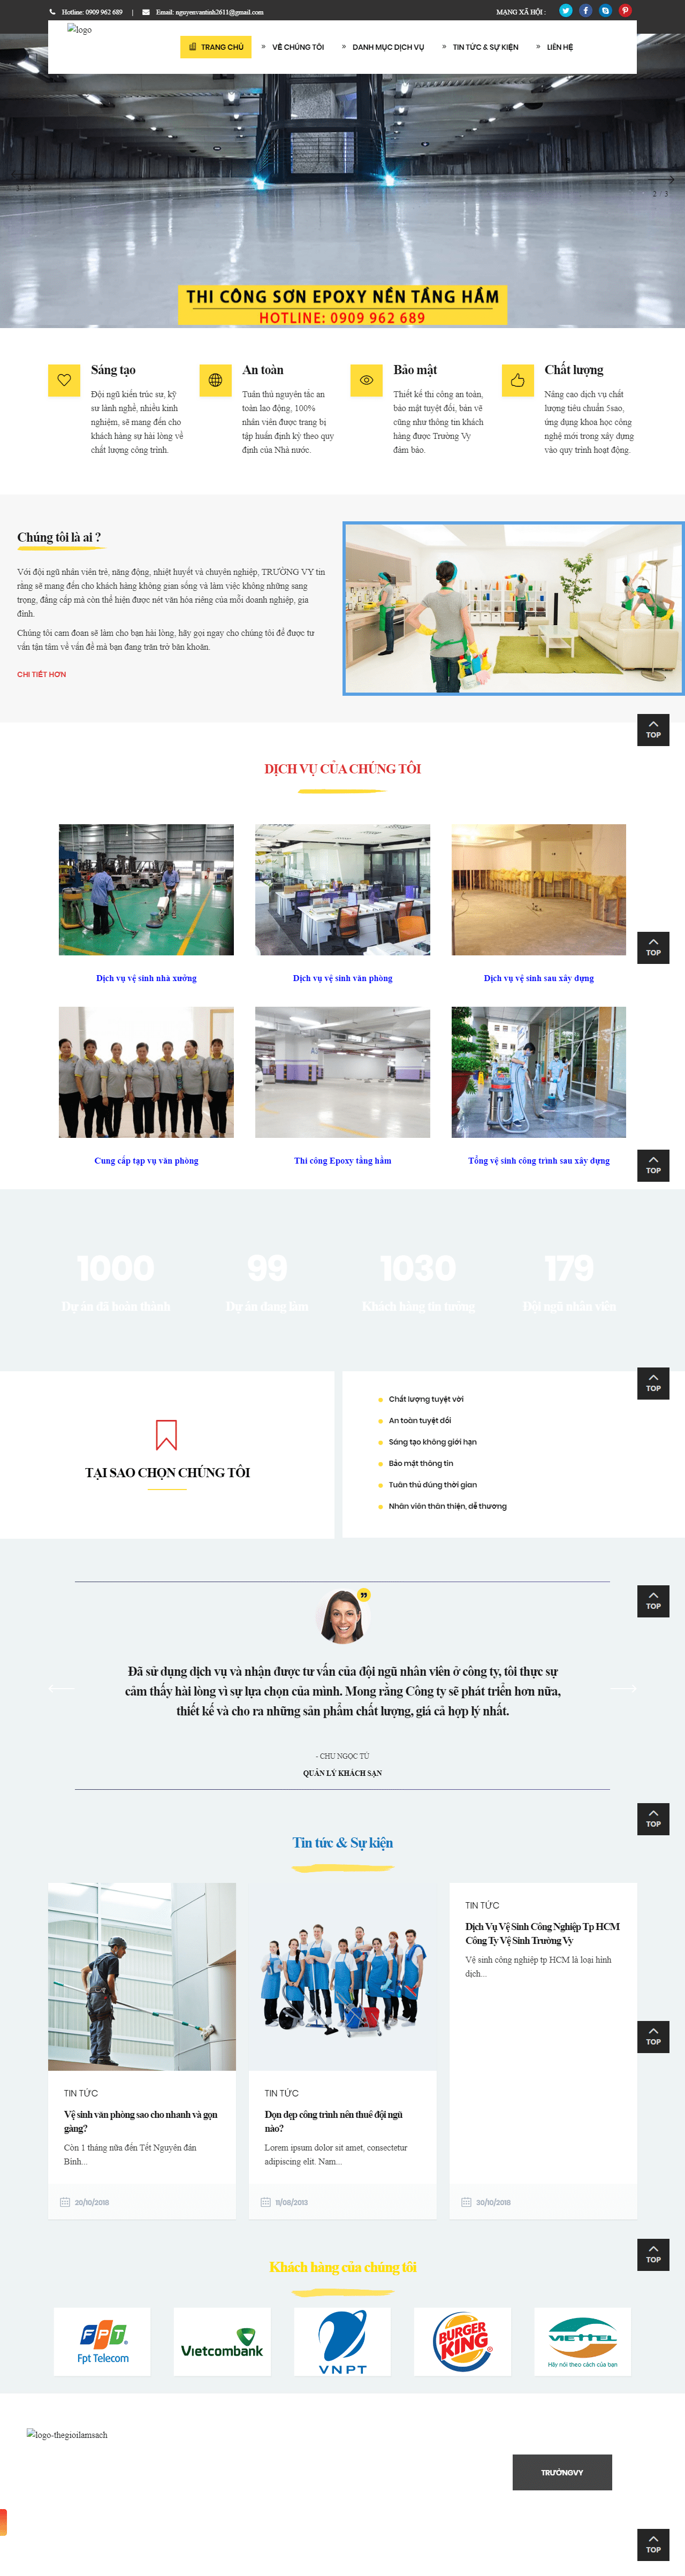 Hotline: 0909 962 689 | Email: nguyenvantinh2611@gmail.com
MẠNG XÃ HỘI :
logo
TRANG CHỦ
» VỀ CHÚNG TÔI
» DANH MỤC DỊCH VỤ
» TIN TỨC & SỰ KIỆN
» LIÊN HỆ
2 3
THI CÔNG SƠN EPOXY NỀN TẦNG HẦM
HOTLINE: 0909 962 689
Sáng tạo
Đội ngũ kiến trúc sư, kỹ
sư lành nghề, nhiều kinh
nghiệm, sẽ mang đến cho
khách hàng sự hài lòng về
chất lượng công trình.
An toàn
Tuân thủ nguyên tắc an
toàn lao động, 100%
nhân viên được trang bị
tập huấn định kỳ theo quy
định của Nhà nước.
Bảo mật
Thiết kế thi công an toàn,
bảo mật tuyệt đối, bản vẽ
cũng như thông tin khách
hàng được Trường Vy
đảm bảo.
Chất lượng
Nâng cao dịch vụ chất
lượng tiêu chuẩn 5sao,
ứng dụng khoa học công
nghệ mới trong xây dựng
vào quy trình hoạt động.
Chúng tôi là ai ?
Với đội ngũ nhân viên trẻ, năng động, nhiệt huyết và chuyên nghiệp, TRƯỜNG VY tin
rằng sẽ mang đến cho khách hàng không gian sống và làm việc không những sang
trọng, đẳng cấp mà còn thể hiện được nét văn hóa riêng của mỗi doanh nghiệp, gia
đình.
Chúng tôi cam đoan sẽ làm cho bạn hài lòng, hãy gọi ngay cho chúng tôi để được tư
vấn tận tâm về vấn đề mà bạn đang trăn trở băn khoăn.
CHI TIẾT HƠN
TOP
DỊCH VỤ CỦA CHÚNG TÔI
TOP
Dịch vụ vệ sinh nhà xưởng
Dịch vụ vệ sinh văn phòng
Dịch vụ vệ sinh sau xây dựng
Cung cấp tạp vụ văn phòng
Thi công Epoxy tầng hầm
Tổng vệ sinh công trình sau xây dựng
TOP
1000
Dự án đã hoàn thành
99
Dự án đang làm
1030
Khách hàng tin tưởng
179
Đội ngũ nhân viên
TOP
TẠI SAO CHỌN CHÚNG TÔI
Chất lượng tuyệt vời
An toàn tuyệt đối
Sáng tạo không giới hạn
Bảo mật thông tin
Tuân thủ đúng thời gian
Nhân viên thân thiện, dễ thương
TOP
Đã sử dụng dịch vụ và nhận được tư vấn của đội ngũ nhân viên ở công ty, tôi thực sự
cảm thấy hài lòng vì sự lựa chọn của mình. Mong rằng Công ty sẽ phát triển hơn nữa,
thiết kế và cho ra những sản phẩm chất lượng, giá cả hợp lý nhất.
- CHU NGỌC TÚ
QUẢN LÝ KHÁCH SẠN
TOP
Tin tức & Sự kiện
TIN TỨC
Vệ sinh văn phòng sao cho nhanh và gọn
gàng?
Còn 1 tháng nữa đến Tết Nguyên đán
Bính...
20/10/2018
TIN TỨC
Dọn dẹp công trình nên thuê đội ngũ
nào?
Lorem ipsum dolor sit amet, consectetur
adipiscing elit. Nam...
11/08/2013
TIN TỨC
Dịch Vụ Vệ Sinh Công Nghiệp Tp HCM
Công Ty Vệ Sinh Trường Vy
Vệ sinh công nghiệp tp HCM là loại hình
dịch...
30/10/2018
TOP
TOP
Khách hàng của chúng tôi
FPT
Fpt Telecom
Vietcombank
VNPT
BURGER
KING
VIETTEL
Hãy nói theo cách của bạn
logo-thegioilamsach
TRƯỜNGVY
TOP